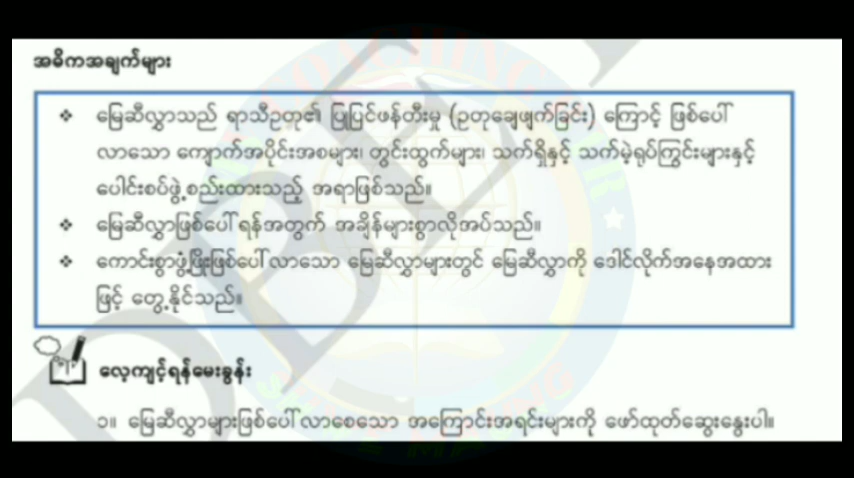 အဓိကအချက်များ
❖ မြေဆီလွှာသည် ရာသီဥတု၏ ပြုပြင်ဖန်တီးမှု (ဥတုချေဖျက်ခြင်း) ကြောင့် ဖြစ်ပေါ်
လာသော ကျောက်အပိုင်းအစများ၊ တွင်းထွက်များ၊ သက်ရှိနှင့် သက်မဲ့ရုပ်ကြွင်းများနှင့်
ပေါင်းစပ်ဖွဲ့စည်းထားသည့် အရာဖြစ်သည်။
❖ မြေဆီလွှာဖြစ်ပေါ်ရန်အတွက် အချိန်များစွာလိုအပ်သည်။
❖ ကောင်းစွာဖွံ့ဖြိုးဖြစ်ပေါ်လာသော မြေဆီလွှာများတွင် မြေဆီလွှာကို ဒေါင်လိုက်အနေအထား
ဖြင့် တွေ့နိုင်သည်။
လေ့ကျင့်ရန်မေးခွန်း
၁။ မြေဆီလွှာများဖြစ်ပေါ်လာစေသော အကြောင်းအရင်းများကို ဖော်ထုတ်ဆွေးနွေးပါ။